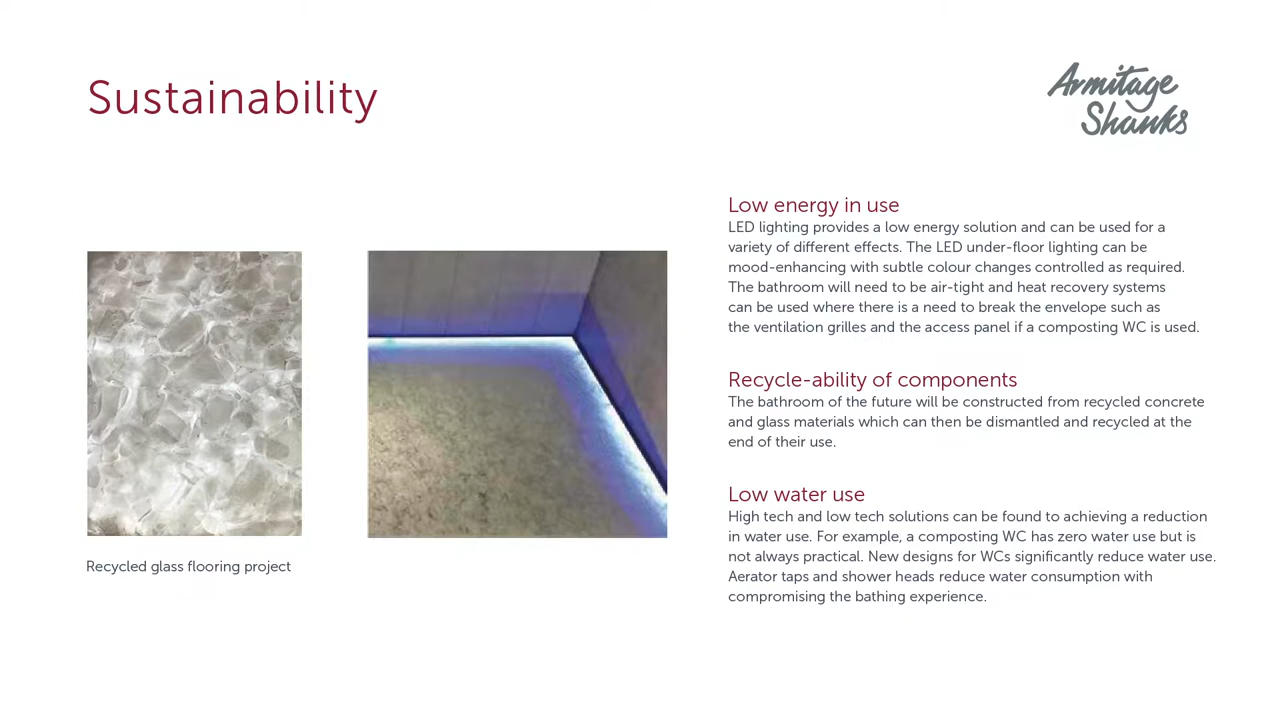 Sustainability
Armitage
Shanks
Low energy in use
LED lighting provides a low energy solution and can be used for a
variety of different effects. The LED under-floor lighting can be
mood-enhancing with subtle colour changes controlled as required.
The bathroom will need to be air-tight and heat recovery systems
can be used where there is a need to break the envelope such as
the ventilation grilles and the access panel if a composting WC is used.
Recycle-ability of components
The bathroom of the future will be constructed from recycled concrete
and glass materials which can then be dismantled and recycled at the
end of their use.
Low water use
High tech and low tech solutions can be found to achieving a reduction
in water use. For example, a composting WC has zero water use but is
not always practical. New designs for WCs significantly reduce water use.
Aerator taps and shower heads reduce water consumption with
compromising the bathing experience.
Recycled glass flooring project